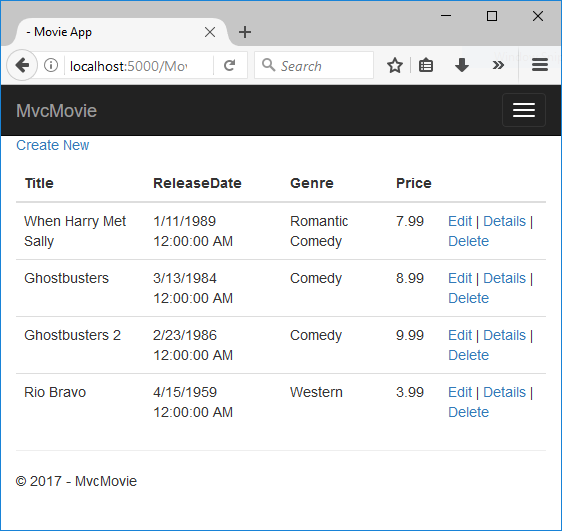 - Movie App
localhost:5000/Mov
Search
MvcMovie
Create New
Title ReleaseDate Genre Price
When Harry Met Sally 1/11/1989 12:00:00 AM Romantic Comedy 7.99 Edit | Details | Delete
Ghostbusters 3/13/1984 12:00:00 AM Comedy 8.99 Edit | Details | Delete
Ghostbusters 2 2/23/1986 12:00:00 AM Comedy 9.99 Edit | Details | Delete
Rio Bravo 4/15/1959 12:00:00 AM Western 3.99 Edit | Details | Delete
© 2017 - MvcMovie